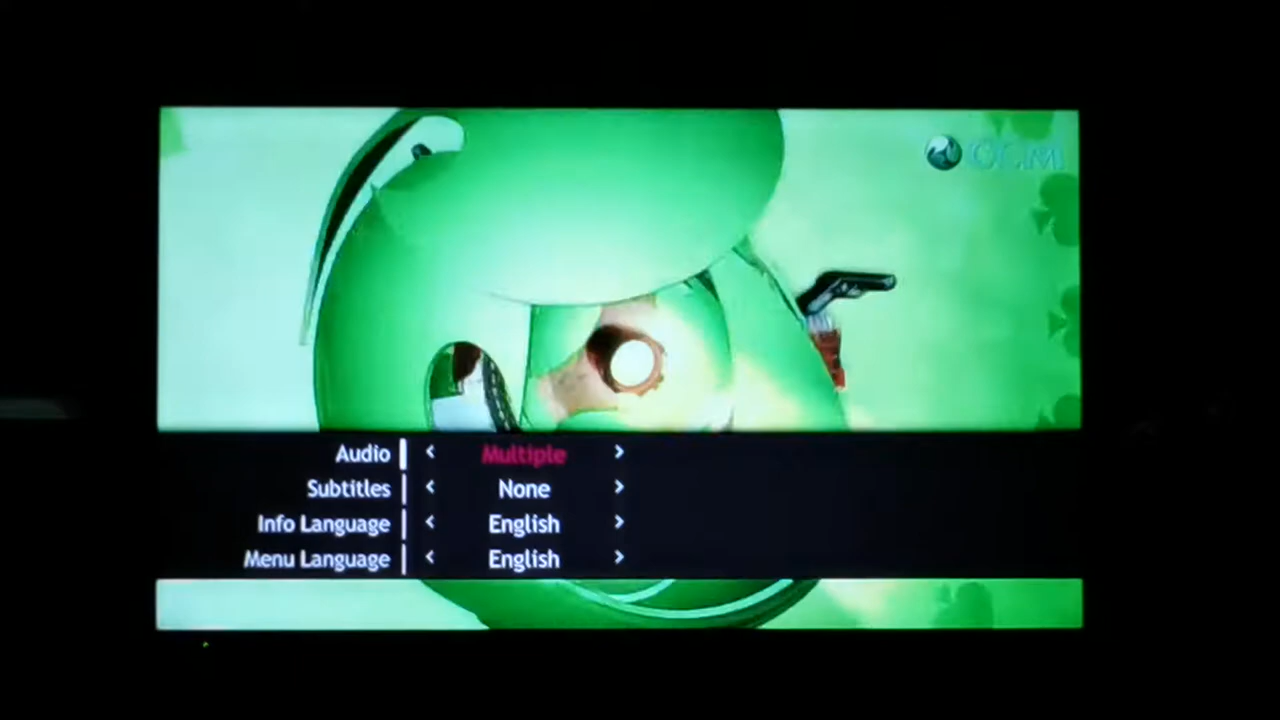 Audio < Multiple >
Subtitles < None >
Info Language < English >
Menu Language < English >